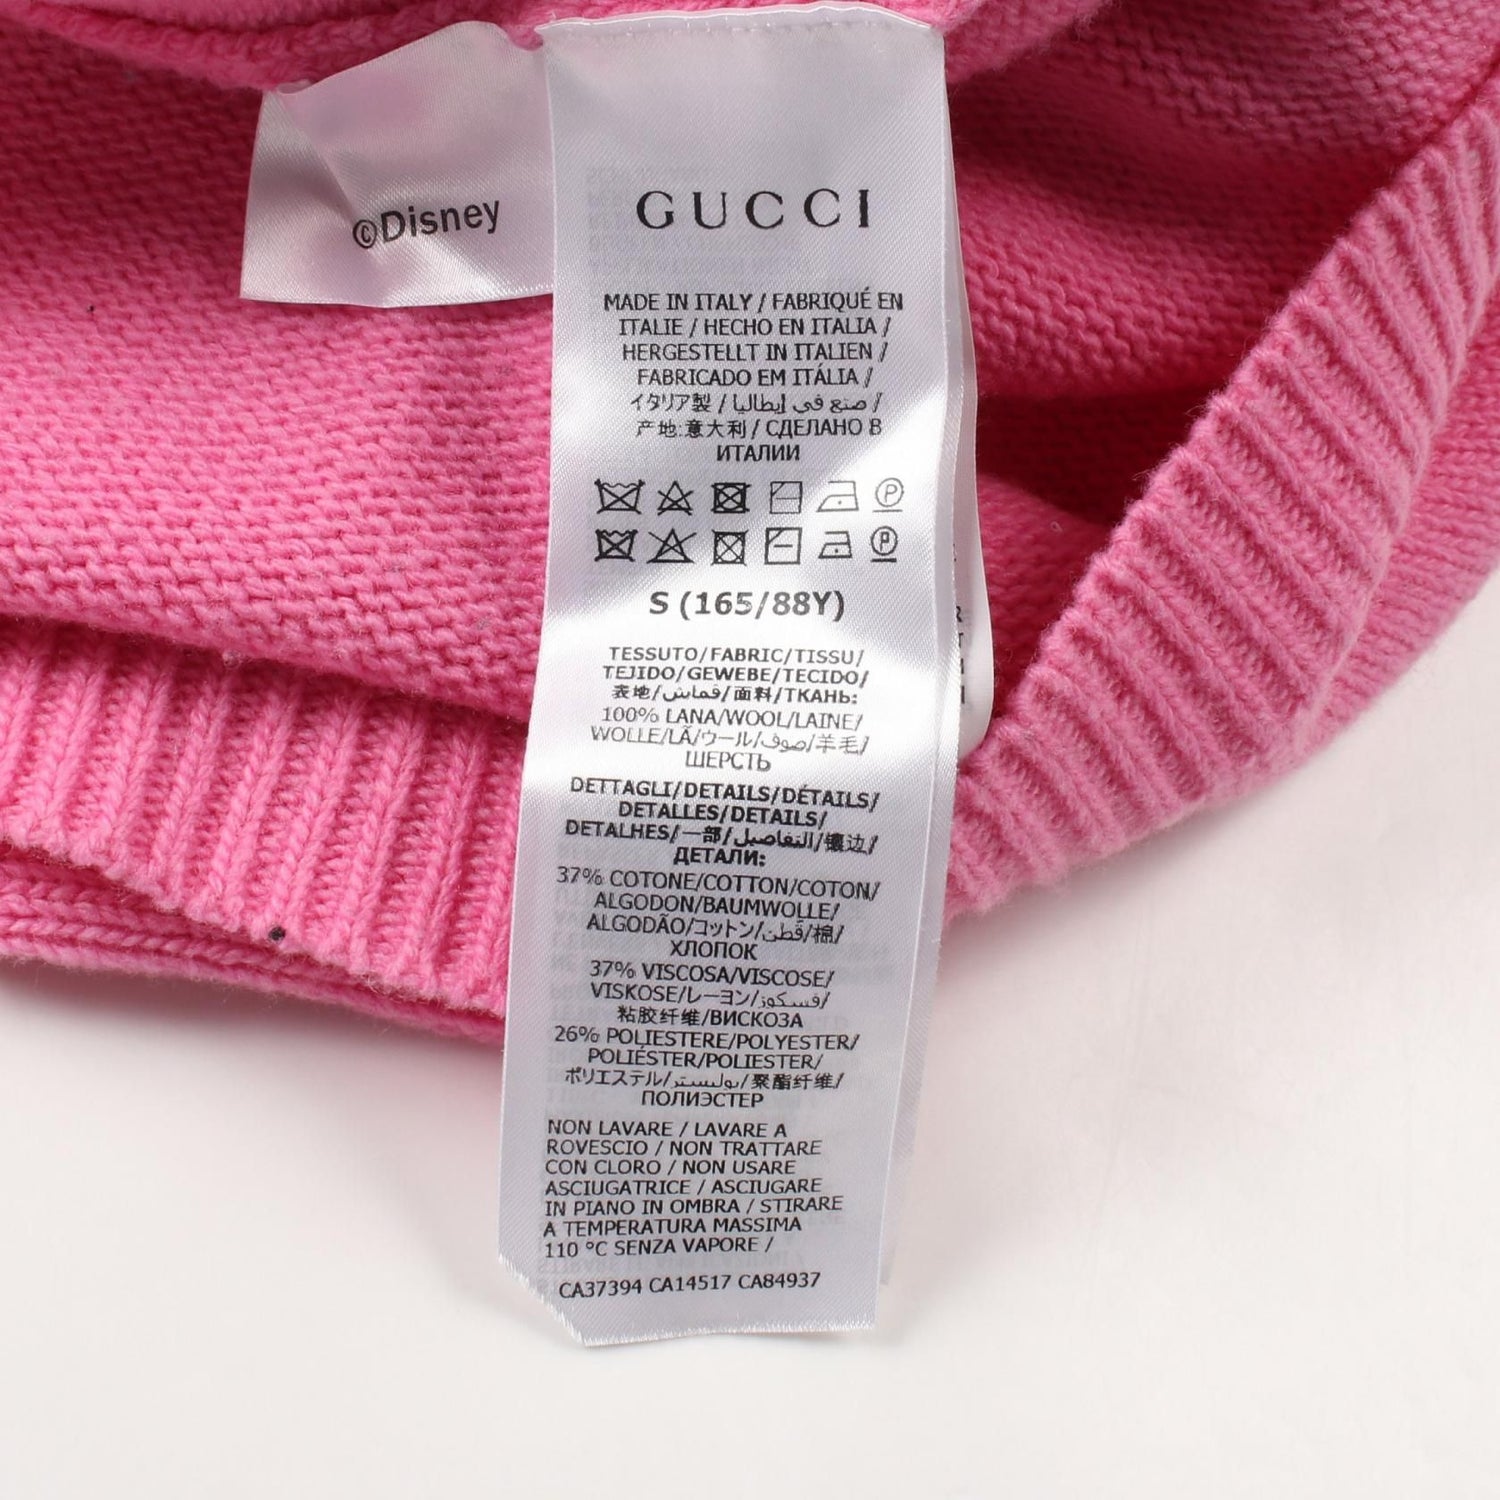 ©Disney
GUCCI
MADE IN ITALY / FABRIQUÉ EN
ITALIE / HECHO EN ITALIA /
HERGESTELLT IN ITALIEN /
FABRICADO EM ITÁLIA /
イタリア製 / صنع في إيطاليا /
产地:意大利 / СДЕЛАНО В
ИТАЛИИ
P
P
S (165/88Y)
TESSUTO/FABRIC/TISSU/
TEJIDO/GEWEBE/TECIDO/
表地/قماش/面料/ТКАНЬ:
100% LANA/WOOL/LAINE/
WOLLE/LÃ/ウール/صوف/羊毛/
ШЕРСТЬ
DETTAGLI/DETAILS/DÉTAILS/
DETALLES/DETAILS/
DETALHES/一部/التفاصيل/镶边/
ДЕТАЛИ:
37% COTONE/COTTON/COTON/
ALGODON/BAUMWOLLE/
ALGODÃO/コットン/قطن/棉/
ХЛОПОК
37% VISCOSA/VISCOSE/
VISKOSE/レーヨン/فسكوز/
粘胶纤维/ВИСКОЗА
26% POLIESTERE/POLYESTER/
POLIÉSTER/POLIESTER/
ポリエステル/بوليستر/聚酯纤维/
ПОЛИЭСТЕР
NON LAVARE / LAVARE A
ROVESCIO / NON TRATTARE
CON CLORO / NON USARE
ASCIUGATRICE / ASCIUGARE
IN PIANO IN OMBRA / STIRARE
A TEMPERATURA MASSIMA
110 °C SENZA VAPORE /
CA37394 CA14517 CA84937